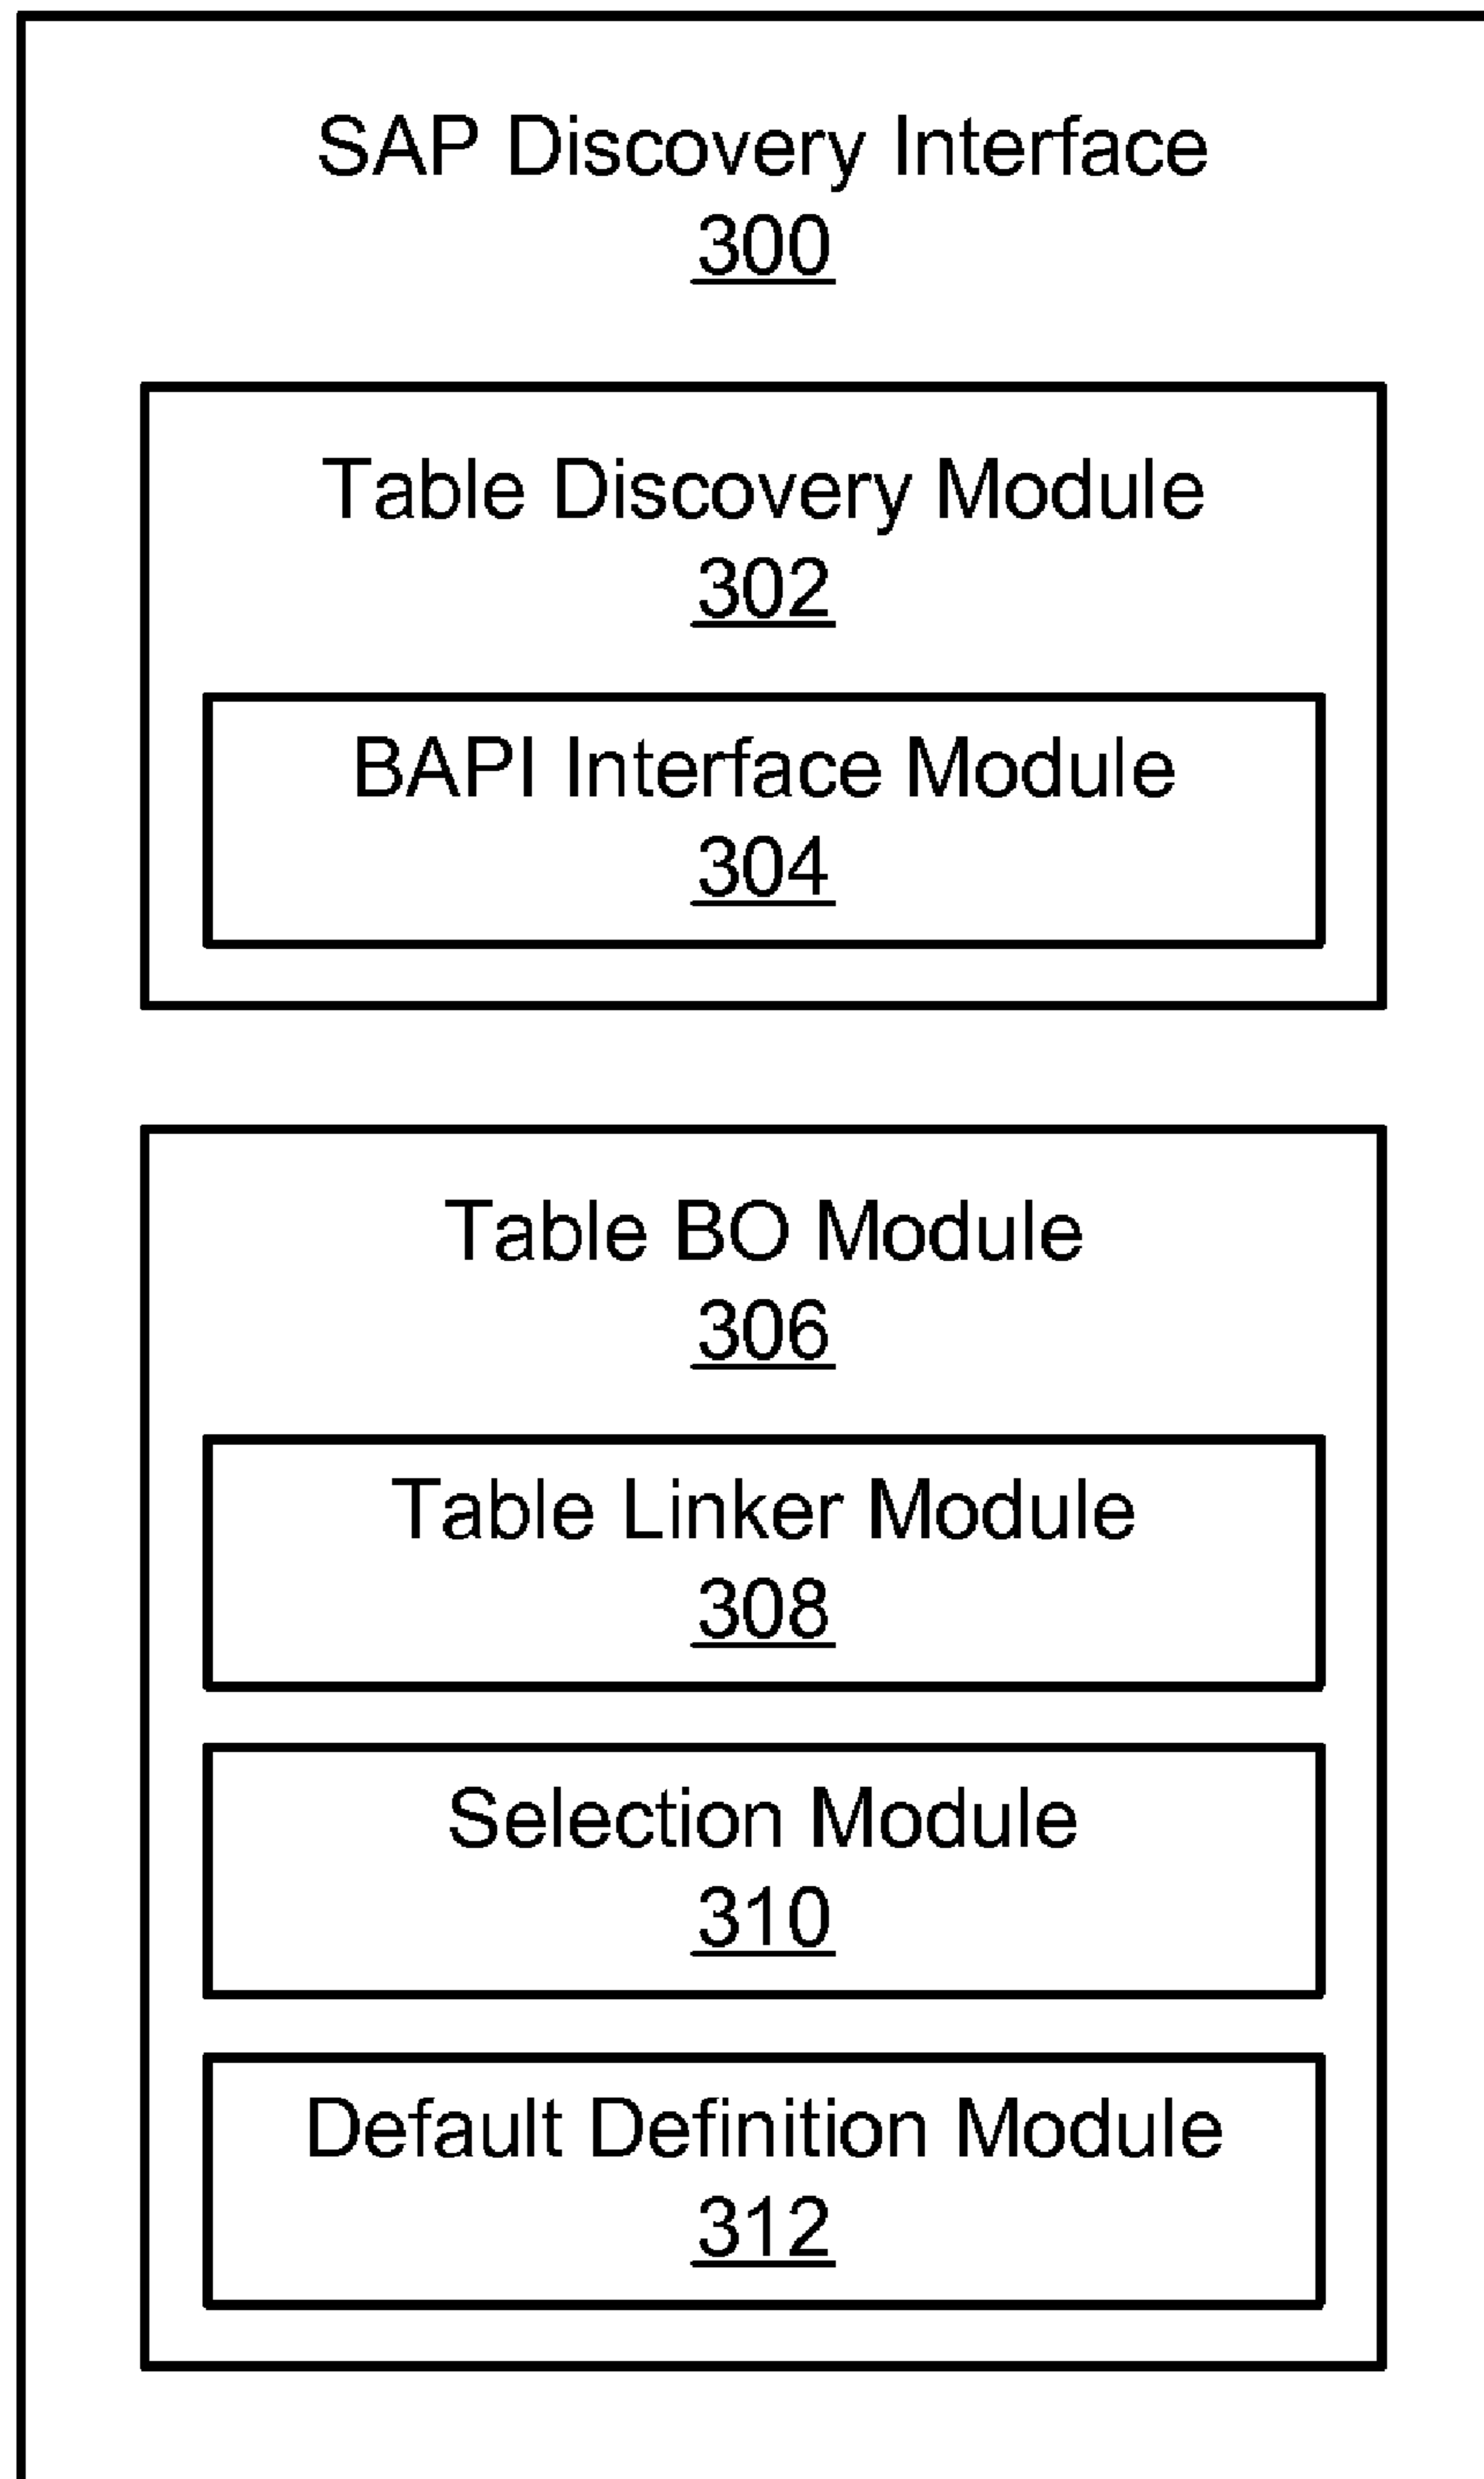 SAP Discovery Interface
300
Table Discovery Module
302
BAPI Interface Module
304
Table BO Module
306
Table Linker Module
308
Selection Module
310
Default Definition Module
312